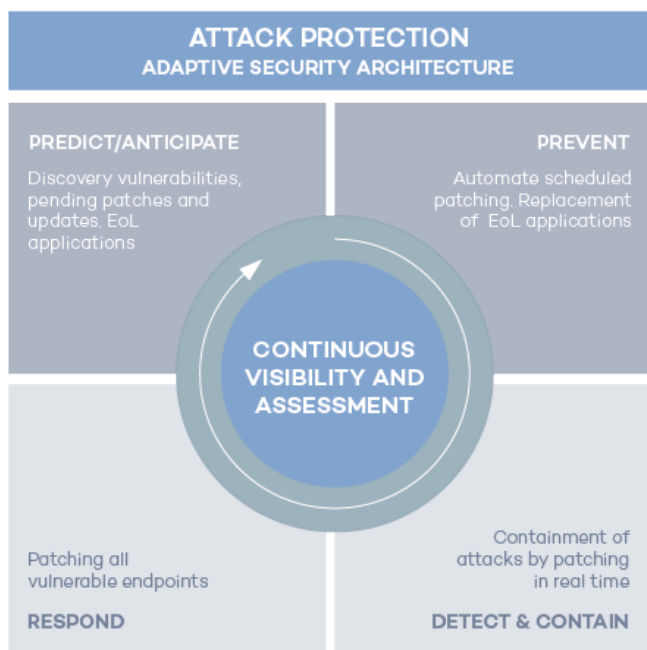 ATTACK PROTECTION
ADAPTIVE SECURITY ARCHITECTURE
PREDICT/ANTICIPATE
Discovery vulnerabilities,
pending patches and
updates. EoL
applications
PREVENT
Automate scheduled
patching. Replacement
of EoL applications
CONTINUOUS
VISIBILITY AND
ASSESSMENT
Patching all
vulnerable endpoints
RESPOND
Containment of
attacks by patching
in real time
DETECT & CONTAIN